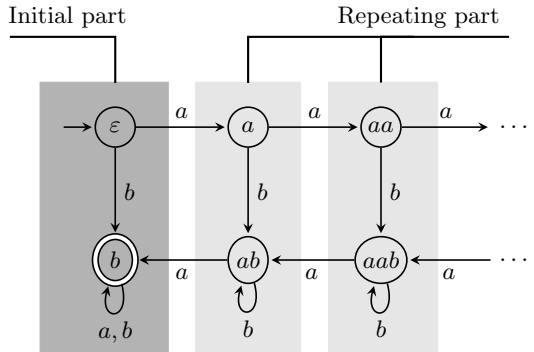 Initial part Repeating part
a a a
ε a aa ···
b b b
b ab aab ···
a a a
a, b b b